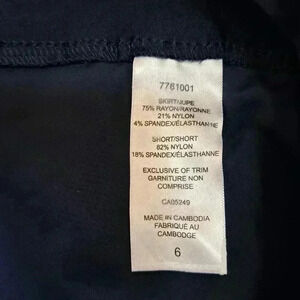 7781001
SKIRT/JUPE
75% RAYON/RAYONNE
21% NYLON
4% SPANDEX/ÉLASTHANNE
SHORT/SHORT
82% NYLON
18% SPANDEX/ÉLASTHANNE
EXCLUSIVE OF TRIM
GARNITURE NON
COMPRISE
CA05249
MADE IN CAMBODIA
FABRIQUÉ AU
CAMBODGE
6